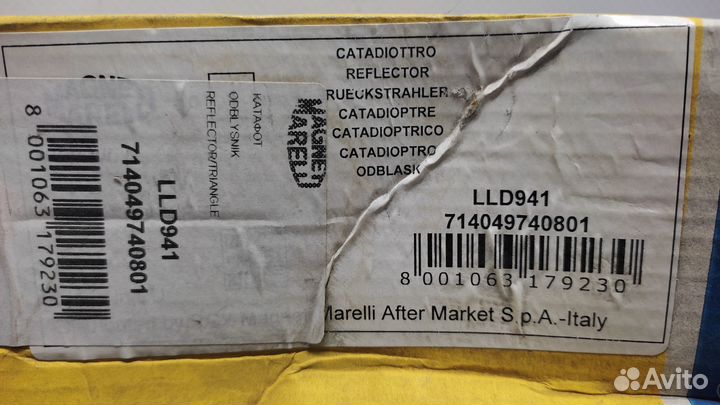 CATADIOTTRO
REFLECTOR
RUECKSTRAHLER
CATADIOPTRE
CATADIOPTRICO
CATADIOPTRO
ODBLASK
LLD941
714049740801
8 001063 179230
Marelli After Market S.p.A.-Italy
MAGNETI
MARELLI
КАТАФОТ
ODBLYSNIK
REFLECTOR/TRIANGLE
LLD941
714049740801
8 001063 179230
Avito